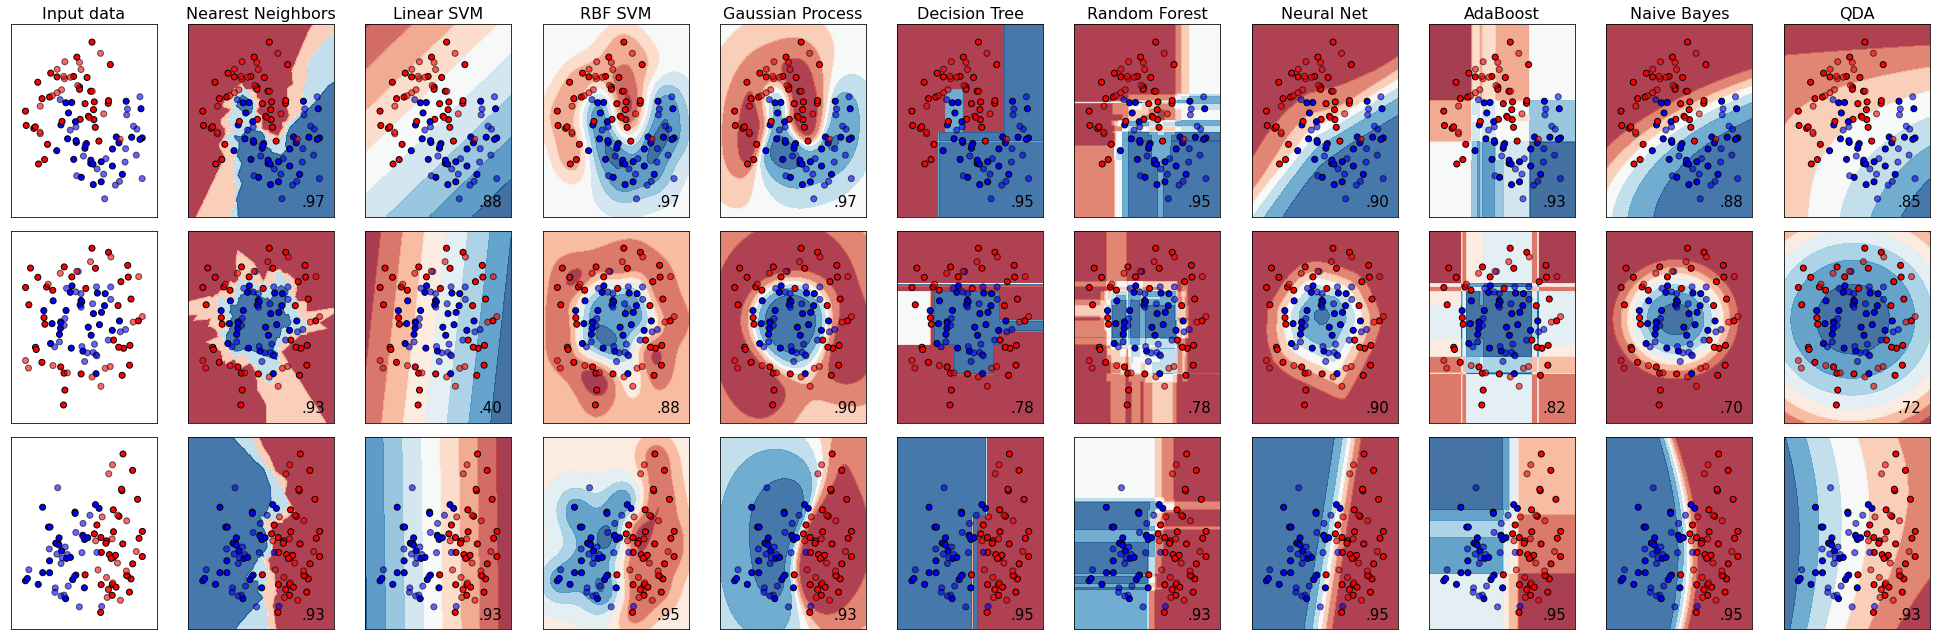 Input data Nearest Neighbors Linear SVM RBF SVM Gaussian Process Decision Tree Random Forest Neural Net AdaBoost Naive Bayes QDA
.97 .88 .97 .97 .95 .95 .90 .93 .88 .85
.93 .40 .88 .90 .78 .78 .90 .82 .70 .72
.93 .93 .95 .93 .95 .93 .95 .95 .95 .93